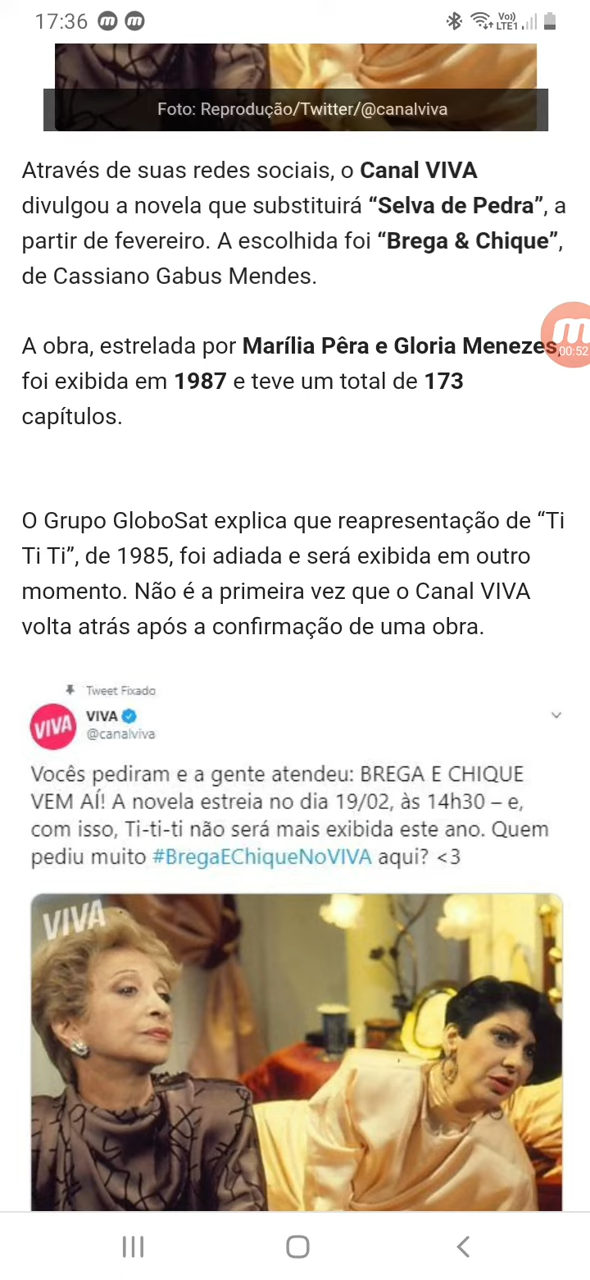 17:36
Vo))
LTE1
Foto: Reprodução/Twitter/@canalviva
Através de suas redes sociais, o Canal VIVA
divulgou a novela que substituirá “Selva de Pedra”, a
partir de fevereiro. A escolhida foi “Brega & Chique”,
de Cassiano Gabus Mendes.
A obra, estrelada por Marília Pêra e Gloria Menezes,
00:52
foi exibida em 1987 e teve um total de 173
capítulos.
O Grupo GloboSat explica que reapresentação de “Ti
Ti Ti”, de 1985, foi adiada e será exibida em outro
momento. Não é a primeira vez que o Canal VIVA
volta atrás após a confirmação de uma obra.
Tweet Fixado
VIVA
VIVA
@canalviva
Vocês pediram e a gente atendeu: BREGA E CHIQUE
VEM AÍ! A novela estreia no dia 19/02, às 14h30 – e,
com isso, Ti-ti-ti não será mais exibida este ano. Quem
pediu muito #BregaEChiqueNoVIVA aqui? <3
VIVA